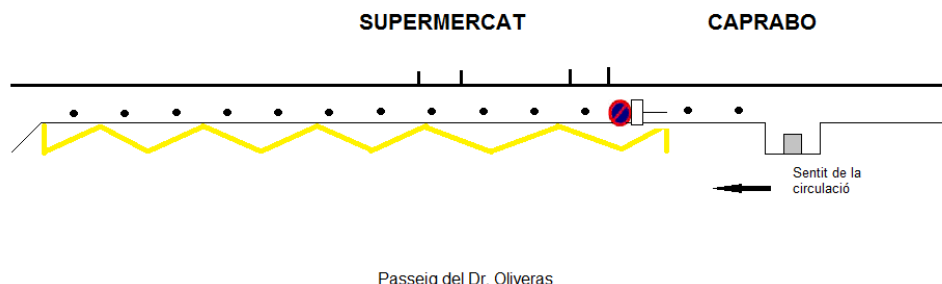 SUPERMERCAT CAPRABO
Sentit de la
circulació
Passeig del Dr. Oliveras